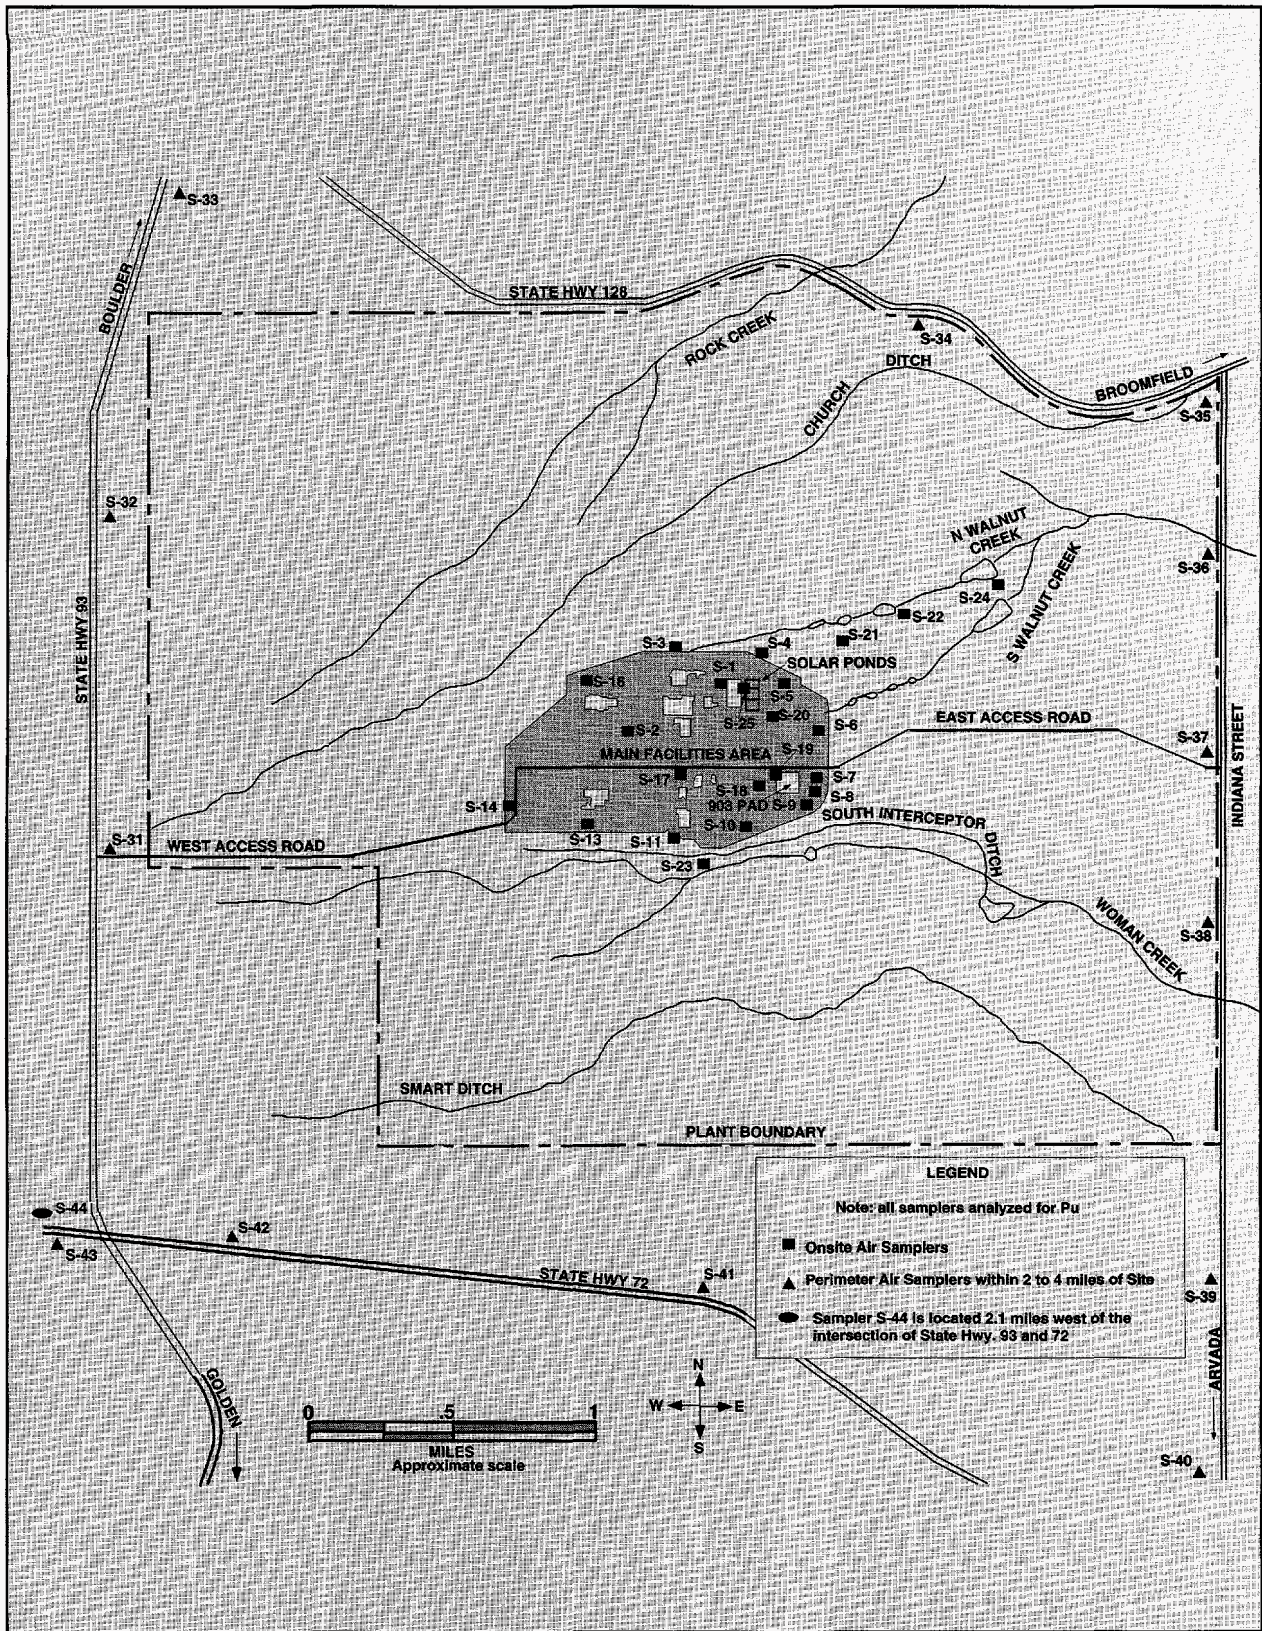 S-33
BOULDER
STATE HWY 128
ROCK CREEK
S-34
DITCH
CHURCH
BROOMFIELD
S-35
S-32
N WALNUT
CREEK
S-36
S-24
S WALNUT CREEK
STATE HWY 93
S-22
S-21
S-3
S-4
SOLAR PONDS
S-1
S-16
S-5
S-25
S-20
S-6
EAST ACCESS ROAD
S-2
INDIANA STREET
MAIN FACILITIES AREA
S-19
S-37
S-17
S-7
S-18
S-8
S-14
903 PAD
S-9
SOUTH INTERCEPTOR
DITCH
S-10
S-13
S-11
S-31
WEST ACCESS ROAD
S-23
WOMAN CREEK
S-38
SMART DITCH
PLANT BOUNDARY
LEGEND
Note: all samplers analyzed for Pu
Onsite Air Samplers
Perimeter Air Samplers within 2 to 4 miles of Site
Sampler S-44 is located 2.1 miles west of the
intersection of State Hwy. 93 and 72
S-44
S-43
S-42
STATE HWY 72
S-41
S-39
ARVADA
GOLDEN
N
W E
S
0 .5 1
MILES
Approximate scale
S-40